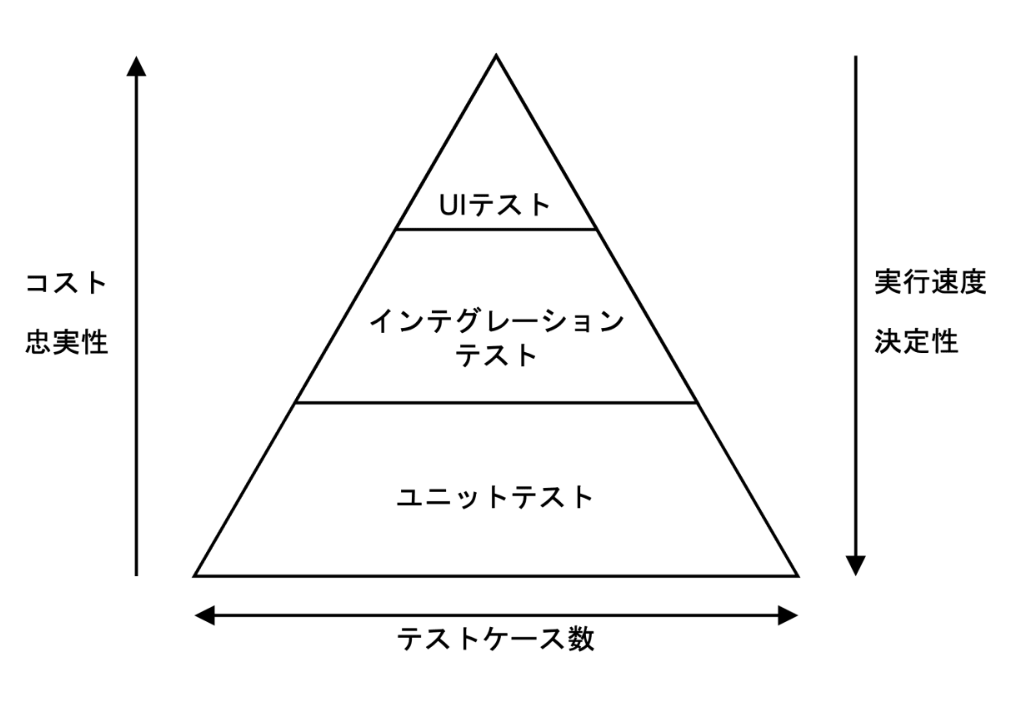 UIテスト
コスト
忠実性
インテグレーション
テスト
実行速度
決定性
ユニットテスト
テストケース数